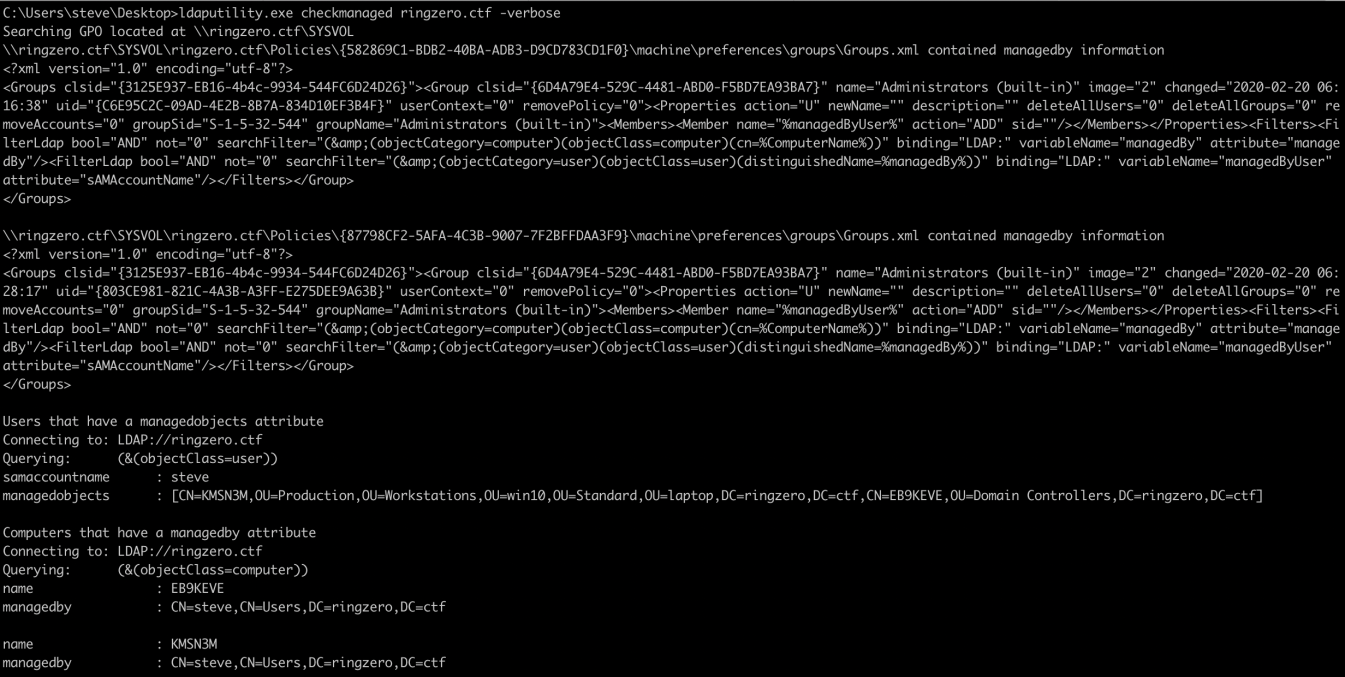 C:\Users\steve\Desktop>ldaputility.exe checkmanaged ringzero.ctf -verbose
Searching GPO located at \\ringzero.ctf\SYSVOL
\\ringzero.ctf\SYSVOL\ringzero.ctf\Policies\{582869C1-BDB2-40BA-ADB3-D9CD783CD1F0}\machine\preferences\groups\Groups.xml contained managedby information
<?xml version="1.0" encoding="utf-8"?>
<Groups clsid="{3125E937-EB16-4b4c-9934-544FC6D24D26}"><Group clsid="{6D4A79E4-529C-4481-ABD0-F5BD7EA93BA7}" name="Administrators (built-in)" image="2" changed="2020-02-20 06:
16:38" uid="{C6E95C2C-09AD-4E2B-8B7A-834D10EF3B4F}" userContext="0" removePolicy="0"><Properties action="U" newName="" description="" deleteAllUsers="0" deleteAllGroups="0" re
moveAccounts="0" groupSid="S-1-5-32-544" groupName="Administrators (built-in)"><Members><Member name="%managedByUser%" action="ADD" sid=""/></Members></Properties><Filters><Fi
lterLdap bool="AND" not="0" searchFilter="(&amp;(objectCategory=computer)(objectClass=computer)(cn=%ComputerName%))" binding="LDAP:" variableName="managedBy" attribute="manage
dBy"/><FilterLdap bool="AND" not="0" searchFilter="(&amp;(objectCategory=user)(objectClass=user)(distinguishedName=%managedBy%))" binding="LDAP:" variableName="managedByUser"
attribute="sAMAccountName"/></Filters></Group>
</Groups>

\\ringzero.ctf\SYSVOL\ringzero.ctf\Policies\{87798CF2-5AFA-4C3B-9007-7F2BFFDAA3F9}\machine\preferences\groups\Groups.xml contained managedby information
<?xml version="1.0" encoding="utf-8"?>
<Groups clsid="{3125E937-EB16-4b4c-9934-544FC6D24D26}"><Group clsid="{6D4A79E4-529C-4481-ABD0-F5BD7EA93BA7}" name="Administrators (built-in)" image="2" changed="2020-02-20 06:
28:17" uid="{803CE981-821C-4A3B-A3FF-E275DEE9A63B}" userContext="0" removePolicy="0"><Properties action="U" newName="" description="" deleteAllUsers="0" deleteAllGroups="0" re
moveAccounts="0" groupSid="S-1-5-32-544" groupName="Administrators (built-in)"><Members><Member name="%managedByUser%" action="ADD" sid=""/></Members></Properties><Filters><Fi
lterLdap bool="AND" not="0" searchFilter="(&amp;(objectCategory=computer)(objectClass=computer)(cn=%ComputerName%))" binding="LDAP:" variableName="managedBy" attribute="manage
dBy"/><FilterLdap bool="AND" not="0" searchFilter="(&amp;(objectCategory=user)(objectClass=user)(distinguishedName=%managedBy%))" binding="LDAP:" variableName="managedByUser"
attribute="sAMAccountName"/></Filters></Group>
</Groups>

Users that have a managedobjects attribute
Connecting to: LDAP://ringzero.ctf
Querying:      (&(objectClass=user))
samaccountname      : steve
managedobjects      : [CN=KMSN3M,OU=Production,OU=Workstations,OU=win10,OU=Standard,OU=laptop,DC=ringzero,DC=ctf,CN=EB9KEVE,OU=Domain Controllers,DC=ringzero,DC=ctf]

Computers that have a managedby attribute
Connecting to: LDAP://ringzero.ctf
Querying:      (&(objectClass=computer))
name                : EB9KEVE
managedby           : CN=steve,CN=Users,DC=ringzero,DC=ctf

name                : KMSN3M
managedby           : CN=steve,CN=Users,DC=ringzero,DC=ctf